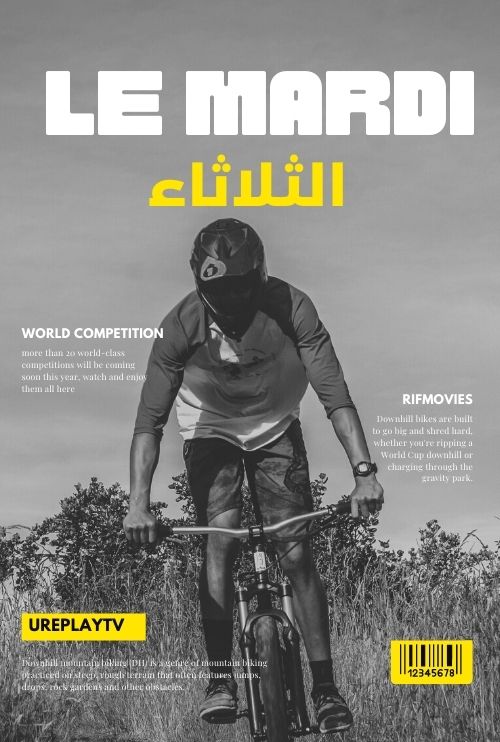 LE MARDI
الثلاثاء
WORLD COMPETITION
more than 20 world-class
competitions will be coming
soon this year, watch and enjoy
them all here
RIFMOVIES
Downhill bikes are built
to go big and shred hard,
whether you're ripping a
World Cup downhill or
charging through the
gravity park.
UREPLAYTV
Downhill mountain biking (DH) is a genre of mountain biking
practiced on steep, rough terrain that often features jumps,
drops, rock gardens and other obstacles.
12345678